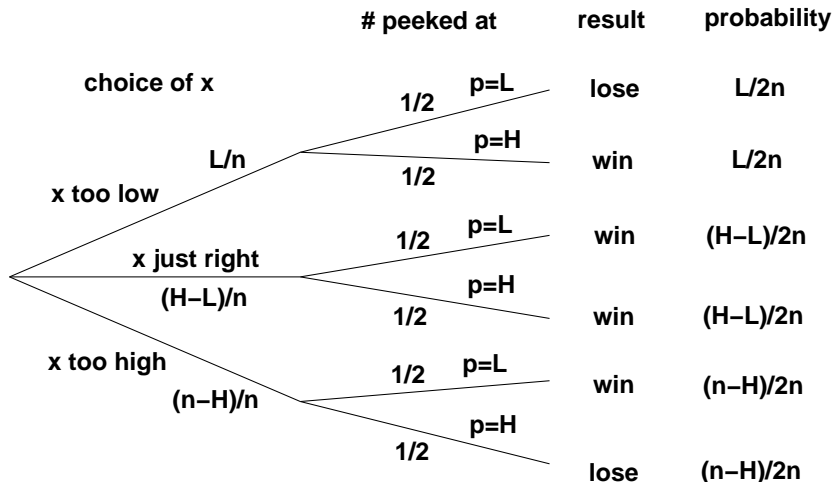 # peeked at result probability
choice of x
1/2 p=L lose L/2n
L/n p=H win L/2n
1/2
x too low
1/2 p=L win (H−L)/2n
x just right
(H−L)/n p=H win (H−L)/2n
1/2
x too high
1/2 p=L win (n−H)/2n
(n−H)/n p=H
1/2
lose (n−H)/2n